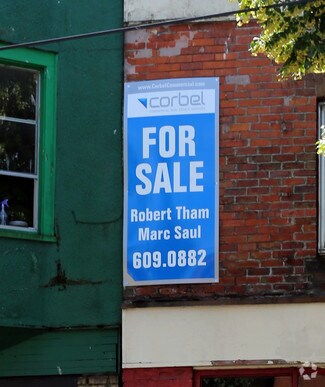 www.CorbelCommercial.com
corbel
FOR
SALE
Robert Tham
Marc Saul
609.0882